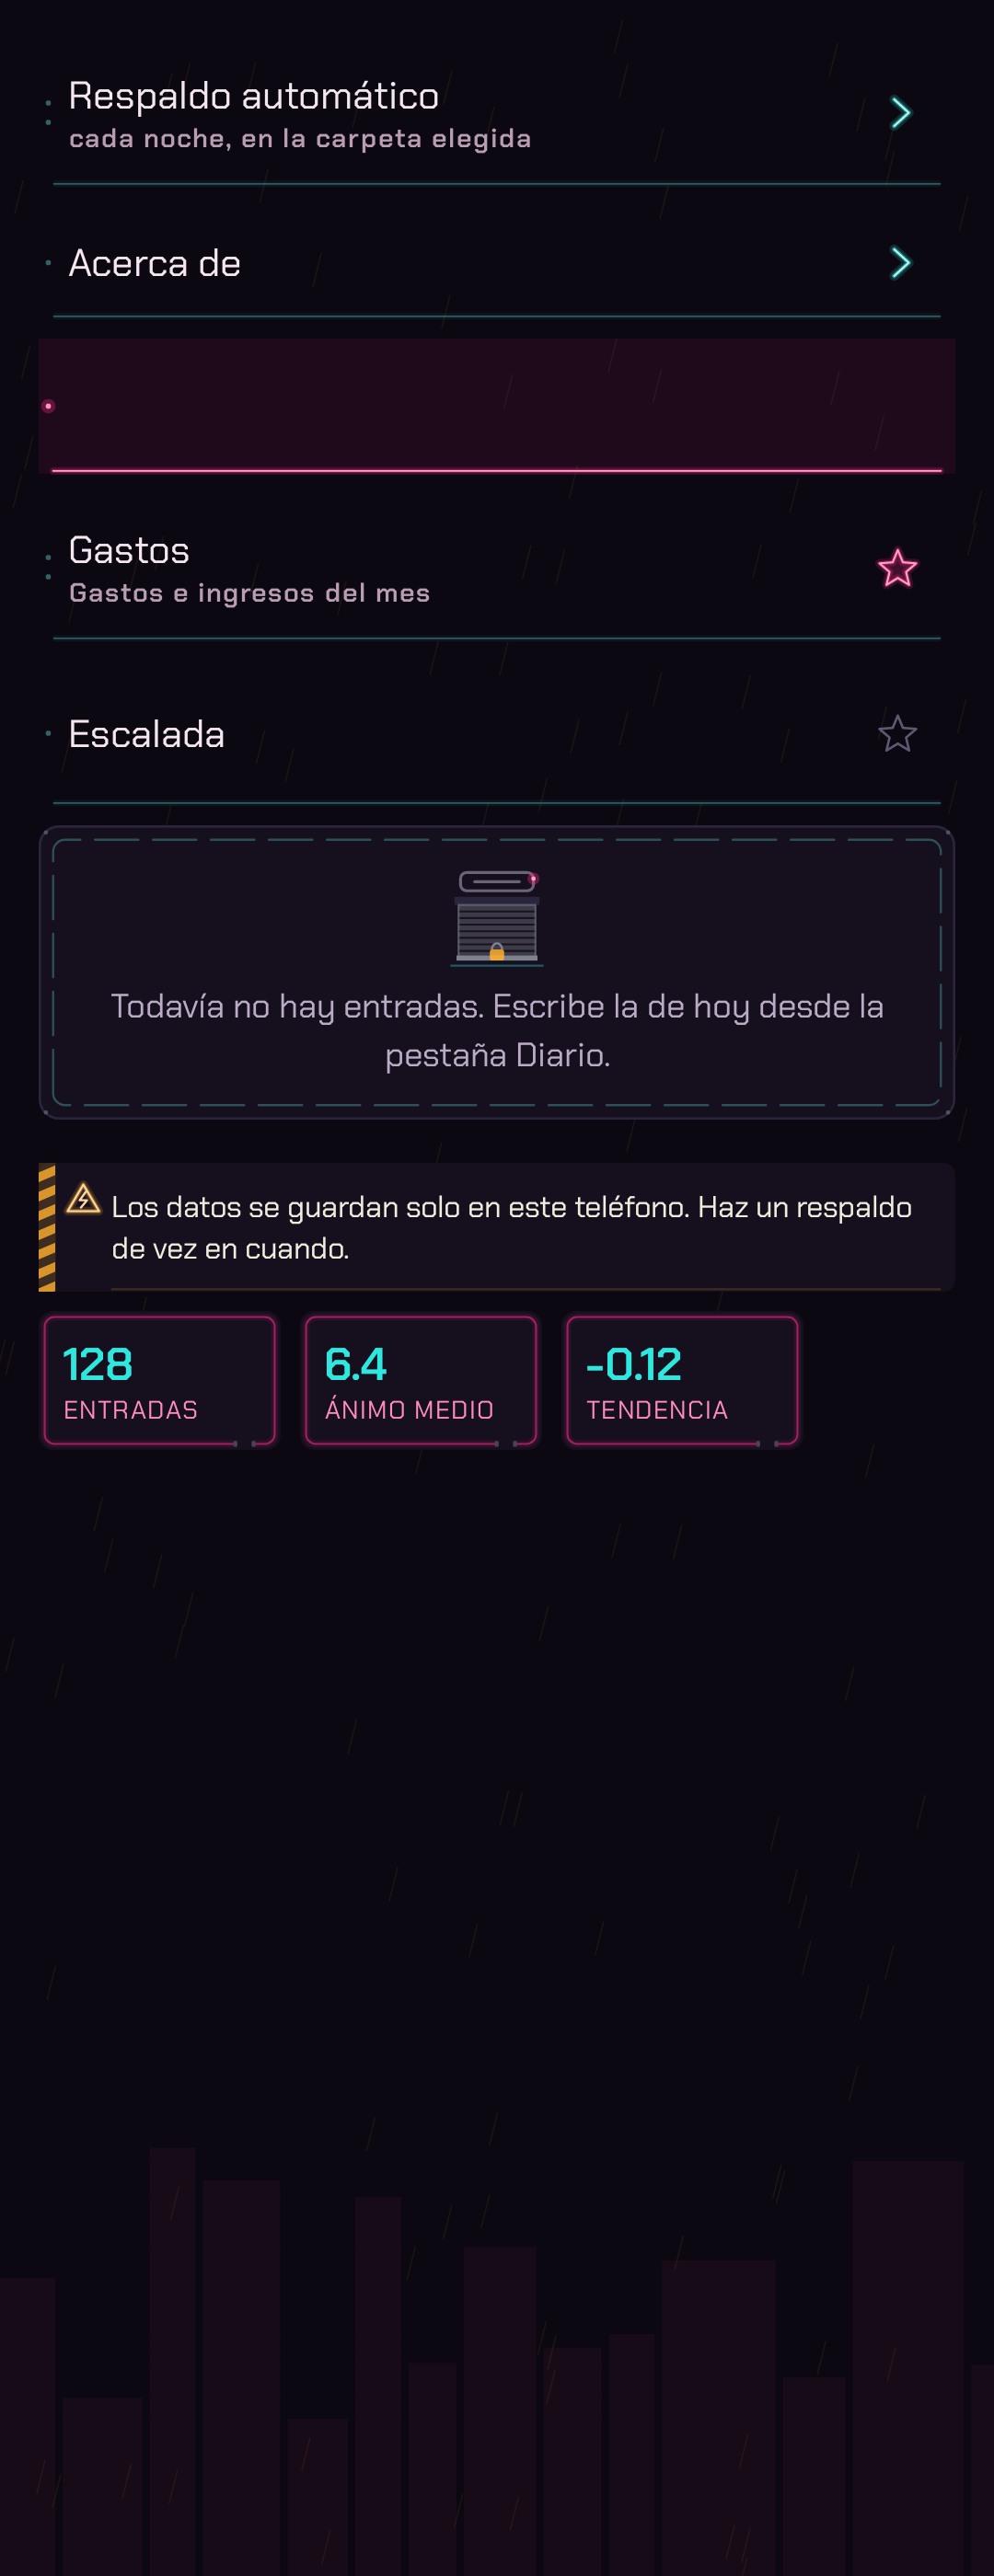 Respaldo automático
cada noche, en la carpeta elegida
Acerca de
Gastos
Gastos e ingresos del mes
Escalada
Todavía no hay entradas. Escribe la de hoy desde la
pestaña Diario.
Los datos se guardan solo en este teléfono. Haz un respaldo
de vez en cuando.
128
ENTRADAS
6.4
ÁNIMO MEDIO
-0.12
TENDENCIA